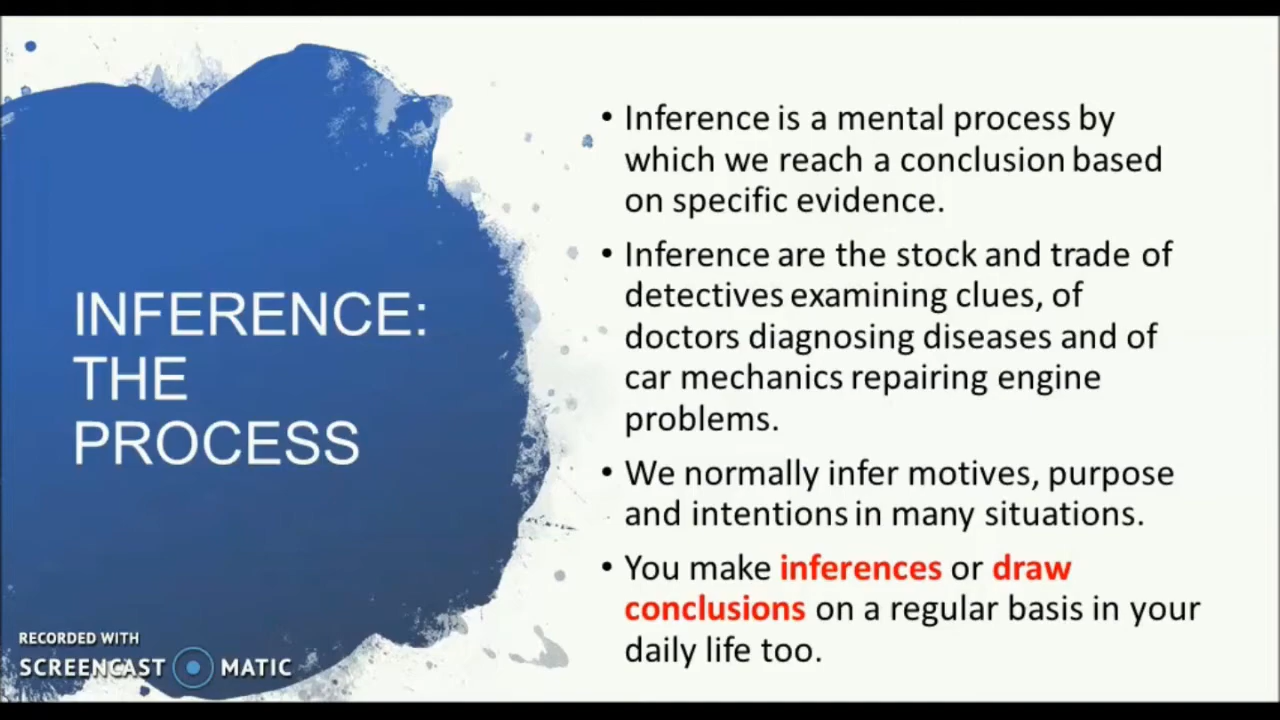 INFERENCE:
THE
PROCESS
• Inference is a mental process by
which we reach a conclusion based
on specific evidence.
• Inference are the stock and trade of
detectives examining clues, of
doctors diagnosing diseases and of
car mechanics repairing engine
problems.
• We normally infer motives, purpose
and intentions in many situations.
• You make inferences or draw
conclusions on a regular basis in your
daily life too.
RECORDED WITH
SCREENCAST MATIC